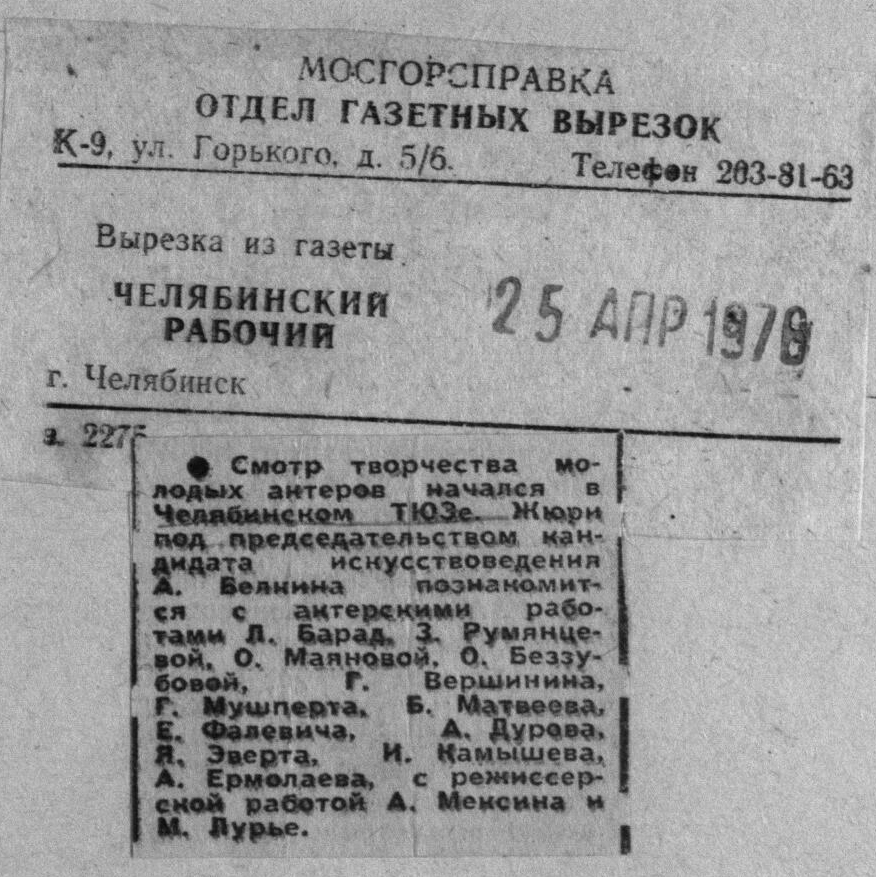 МОСГОРСПРАВКА
ОТДЕЛ ГАЗЕТНЫХ ВЫРЕЗОК
К-9, ул. Горького, д. 5/6. Телефон 203-81-63
Вырезка из газеты
ЧЕЛЯБИНСКИЙ
РАБОЧИЙ
25 АПР 1978
г. Челябинск
з. 2275
● Смотр творчества мо-
лодых актеров начался в
Челябинском ТЮЗе. Жюри
под председательством кан-
дидата искусствоведения
А. Белкина познакомит-
ся с актерскими рабо-
тами Л. Барад, З. Румянце-
вой, О. Маяновой, О. Беззу-
бовой, Г. Вершинина,
Г. Мушперта, Б. Матвеева,
Е. Фалевича, А. Дурова,
Я. Эверта, И. Камышева,
А. Ермолаева, с режиссер-
ской работой А. Мексина и
М. Лурье.